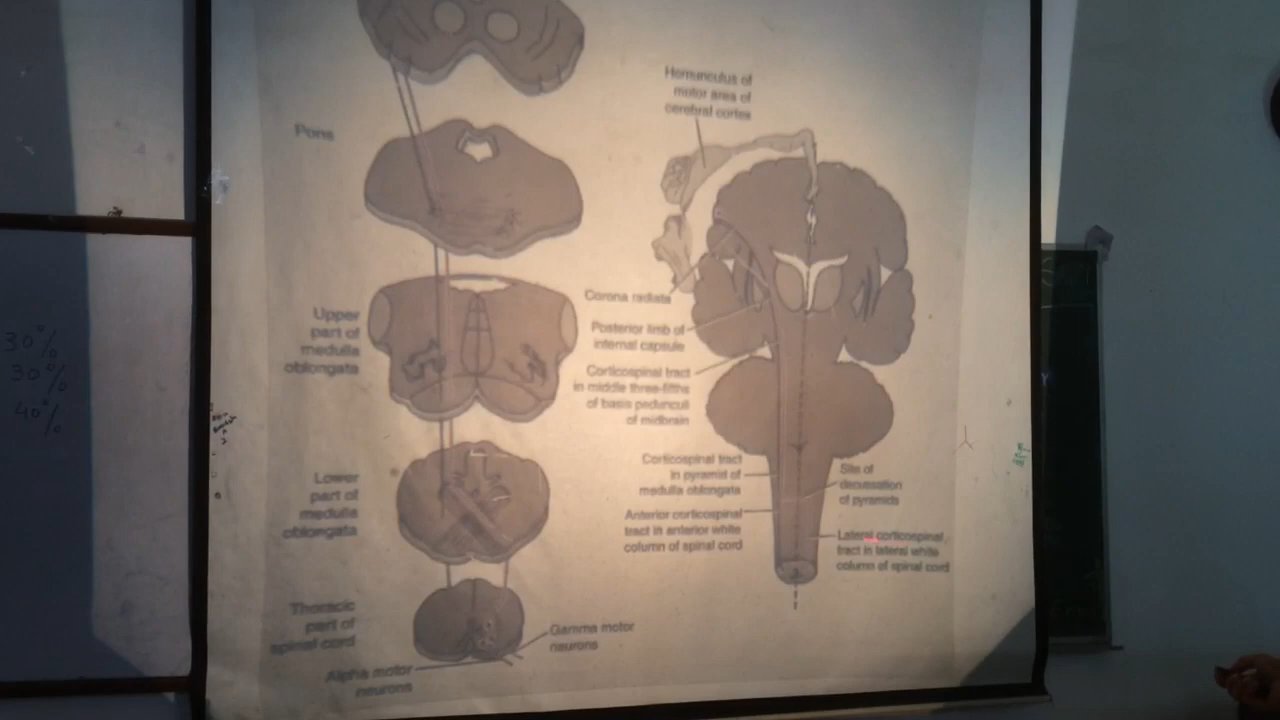 Pons
Upper
part of
medulla
oblongata
Lower
part of
medulla
oblongata
Thoracic
part of
spinal cord
Alpha motor
neurons
Gamma motor
neurons
Homunculus of
motor area of
cerebral cortex
Corona radiata
Posterior limb of
internal capsule
Corticospinal tract
in middle three-fifths
of basis pedunculi
of midbrain
Corticospinal tract
in pyramid of
medulla oblongata
Anterior corticospinal
tract in anterior white
column of spinal cord
Site of
decussation
of pyramids
Lateral corticospinal
tract in lateral white
column of spinal cord
30%
30%
40%